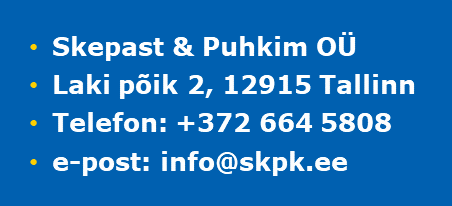 • Skepast & Puhkim OÜ
• Laki põik 2, 12915 Tallinn
• Telefon: +372 664 5808
• e-post: info@skpk.ee